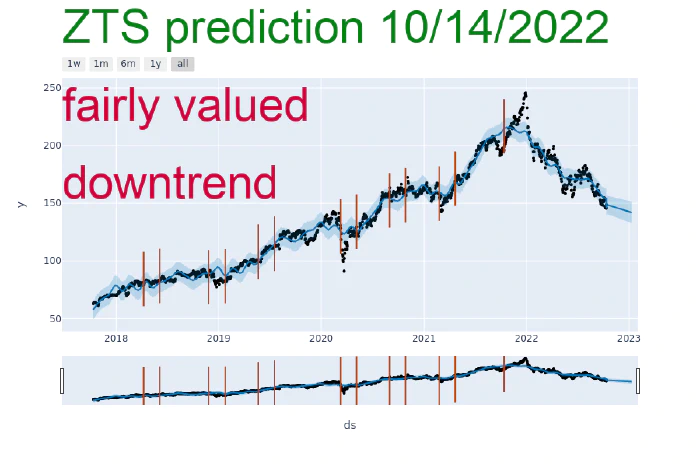 ZTS prediction 10/14/2022
1w 1m 6m 1y all
fairly valued
downtrend
250
200
150
100
50
y
2018 2019 2020 2021 2022 2023
ds